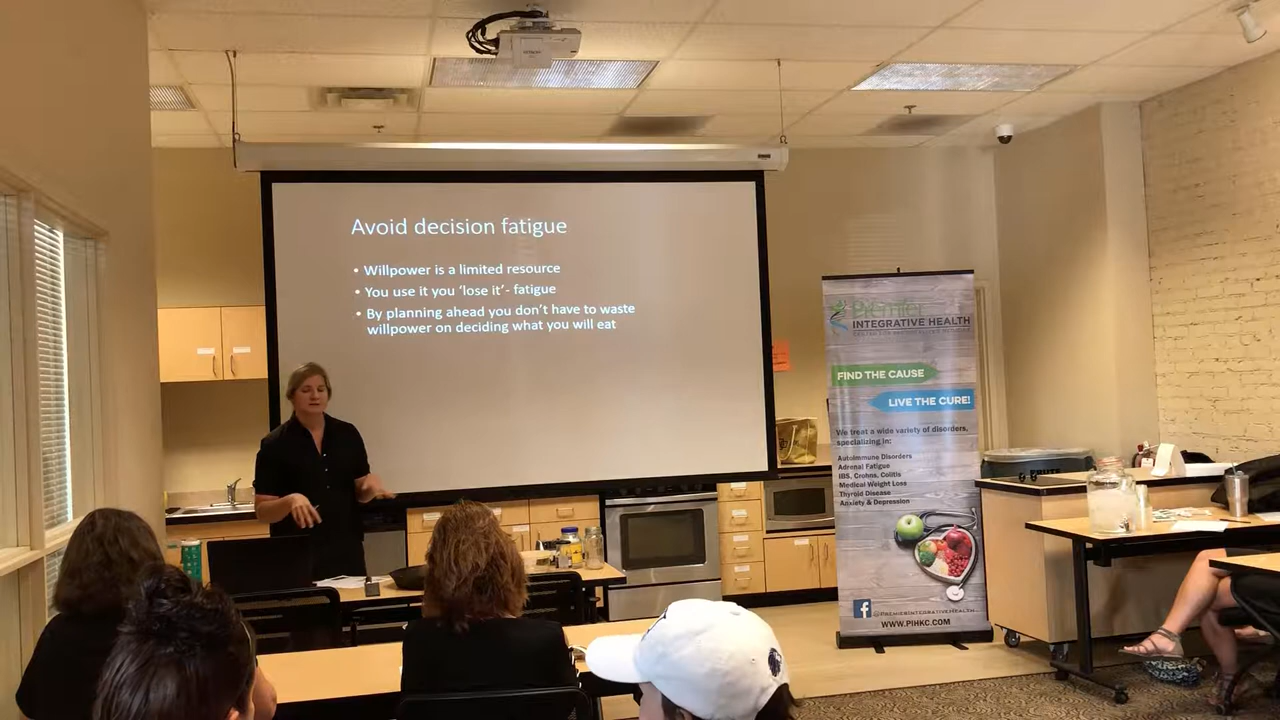 Avoid decision fatigue
• Willpower is a limited resource
• You use it you 'lose it'- fatigue
• By planning ahead you don't have to waste
willpower on deciding what you will eat
Premier
INTEGRATIVE HEALTH
FIND THE CAUSE
LIVE THE CURE!
We treat a wide variety of disorders,
specializing in:
Autoimmune Disorders
Adrenal Fatigue
IBS, Crohns, Colitis
Medical Weight Loss
Thyroid Disease
Anxiety & Depression
@PREMIERINTEGRATIVEHEALTH
WWW.PIHKC.COM